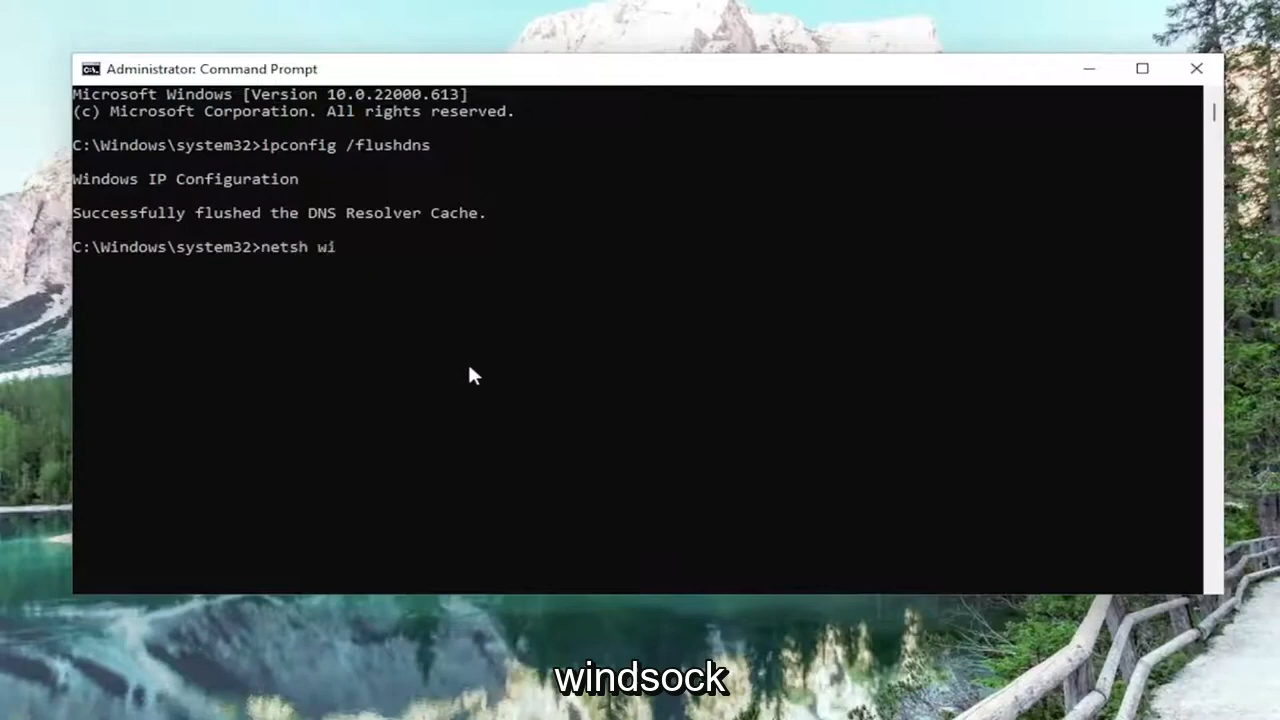 Administrator: Command Prompt
Microsoft Windows [Version 10.0.22000.613]
(c) Microsoft Corporation. All rights reserved.
C:\Windows\system32>ipconfig /flushdns
Windows IP Configuration
Successfully flushed the DNS Resolver Cache.
C:\Windows\system32>netsh wi
windsock